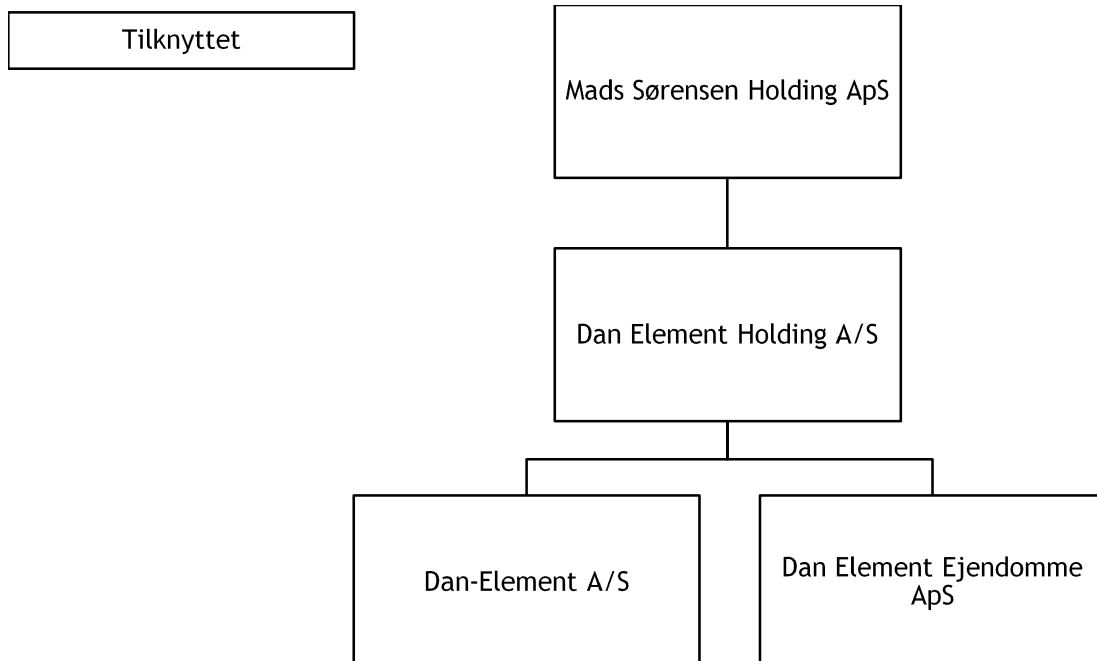 Tilknyttet
Mads Sørensen Holding ApS
Dan Element Holding A/S
Dan-Element A/S
Dan Element Ejendomme
ApS